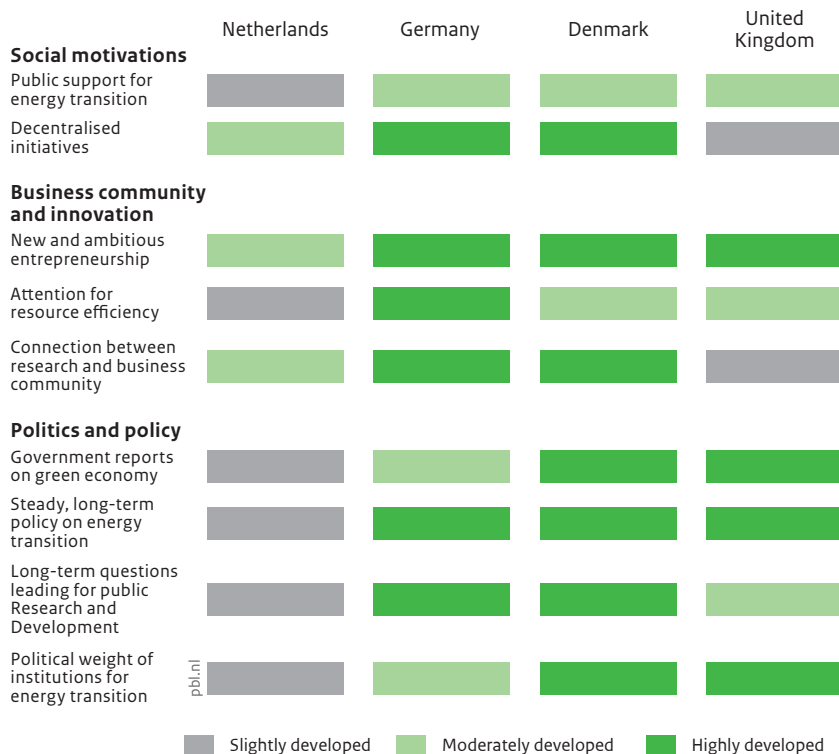 Netherlands
Germany
Denmark
United
Kingdom
Social motivations
Public support for
energy transition
Decentralised
initiatives
Business community
and innovation
New and ambitious
entrepreneurship
Attention for
resource efficiency
Connection between
research and business
community
Politics and policy
Government reports
on green economy
Steady, long-term
policy on energy
transition
Long-term questions
leading for public
Research and
Development
Political weight of
institutions for
energy transition
pbl.nl
Slightly developed
Moderately developed
Highly developed